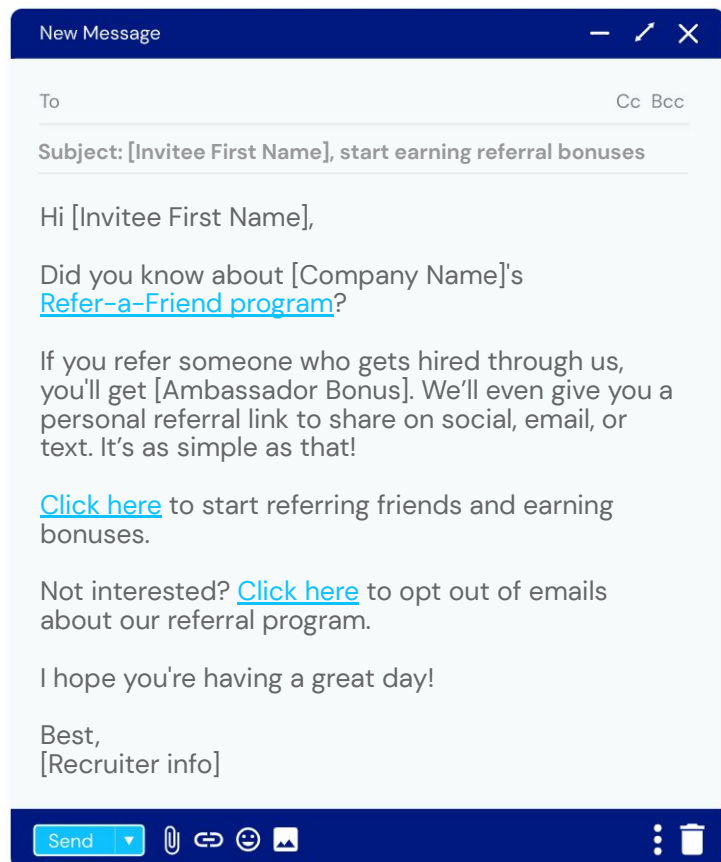 New Message
To
Cc Bcc
Subject: [Invitee First Name], start earning referral bonuses
Hi [Invitee First Name],
Did you know about [Company Name]'s
Refer-a-Friend program?
If you refer someone who gets hired through us,
you'll get [Ambassador Bonus]. We’ll even give you a
personal referral link to share on social, email, or
text. It’s as simple as that!
Click here to start referring friends and earning
bonuses.
Not interested? Click here to opt out of emails
about our referral program.
I hope you're having a great day!
Best,
[Recruiter info]
Send